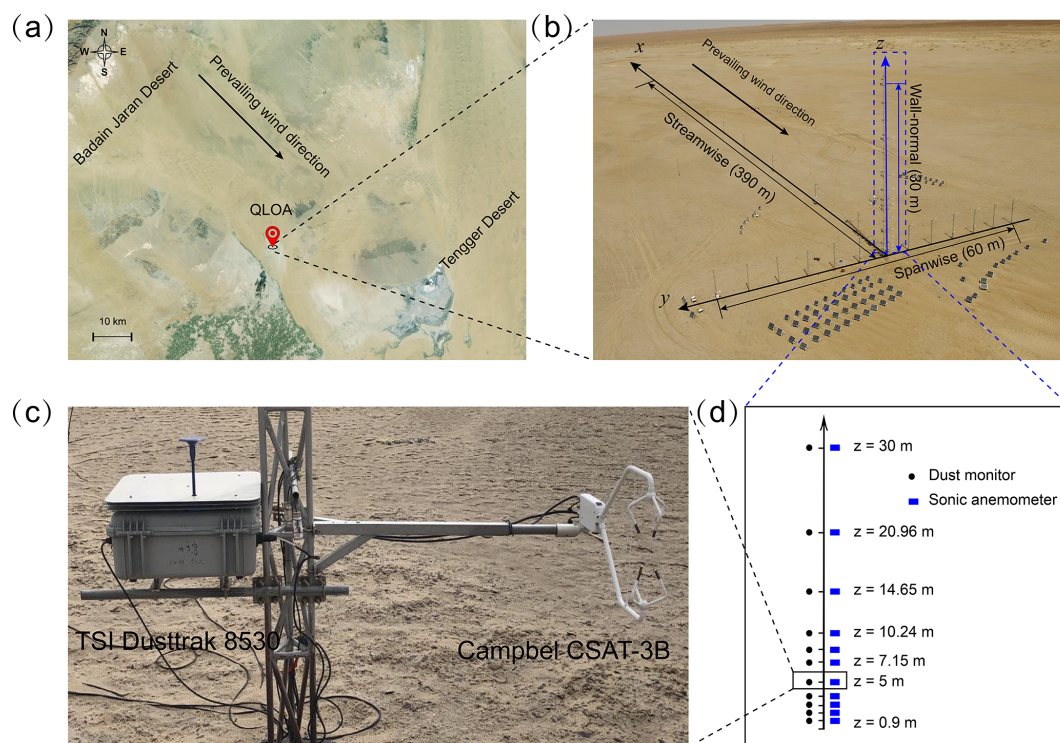 (a)
N
W E
S
Badain Jaran Desert
Prevailing wind direction
QLOA
Tengger Desert
10 km
(b)
x
Prevailing wind direction
Streamwise (390 m)
z
Wall-normal (30 m)
Spanwise (60 m)
y
(c)
TSI Dusttrak 8530
Campbel CSAT-3B
(d)
z = 30 m
Dust monitor
Sonic anemometer
z = 20.96 m
z = 14.65 m
z = 10.24 m
z = 7.15 m
z = 5 m
z = 0.9 m